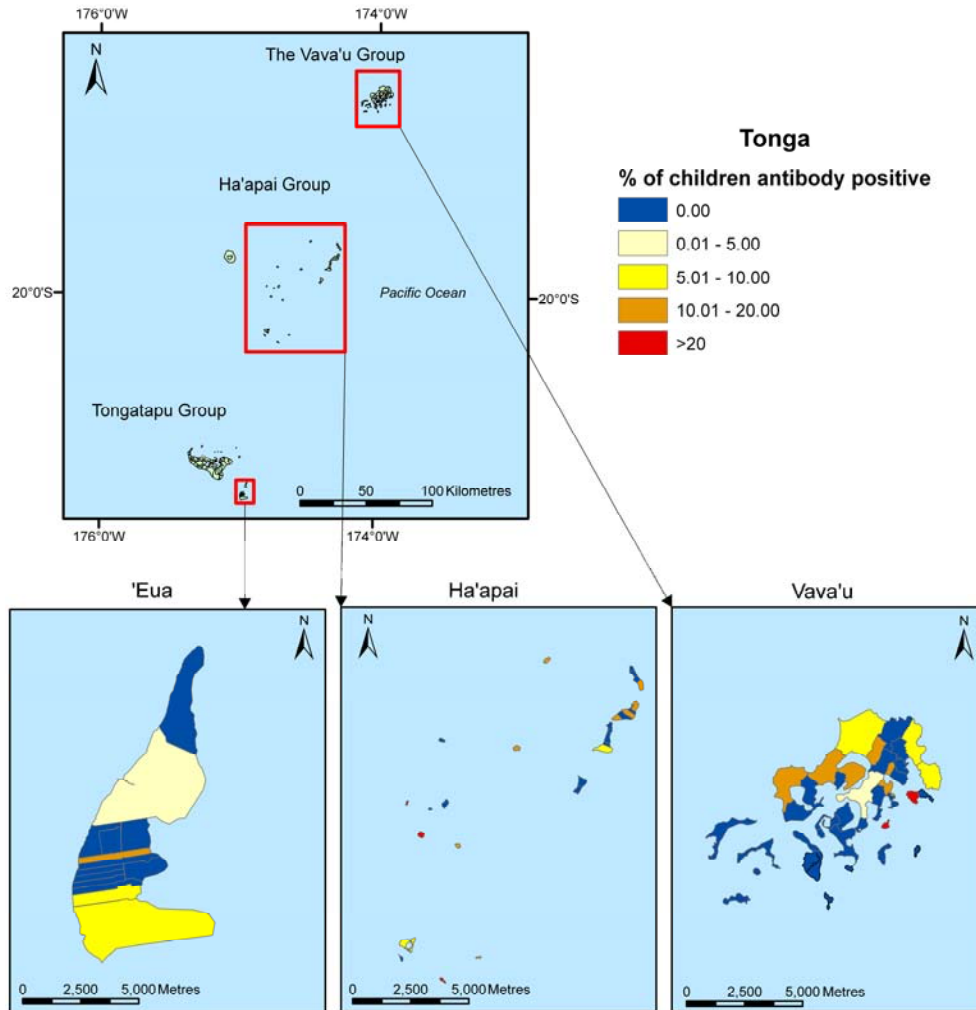 176°0'W
174°0'W
N
The Vava'u Group
Ha'apai Group
20°0'S
Pacific Ocean
20°0'S
Tongatapu Group
0 50 100 Kilometres
176°0'W
174°0'W
Tonga
% of children antibody positive
0.00
0.01 - 5.00
5.01 - 10.00
10.01 - 20.00
>20
'Eua
N
0 2,500 5,000 Metres
Ha'apai
N
0 2,500 5,000 Metres
Vava'u
N
0 2,500 5,000 Metres